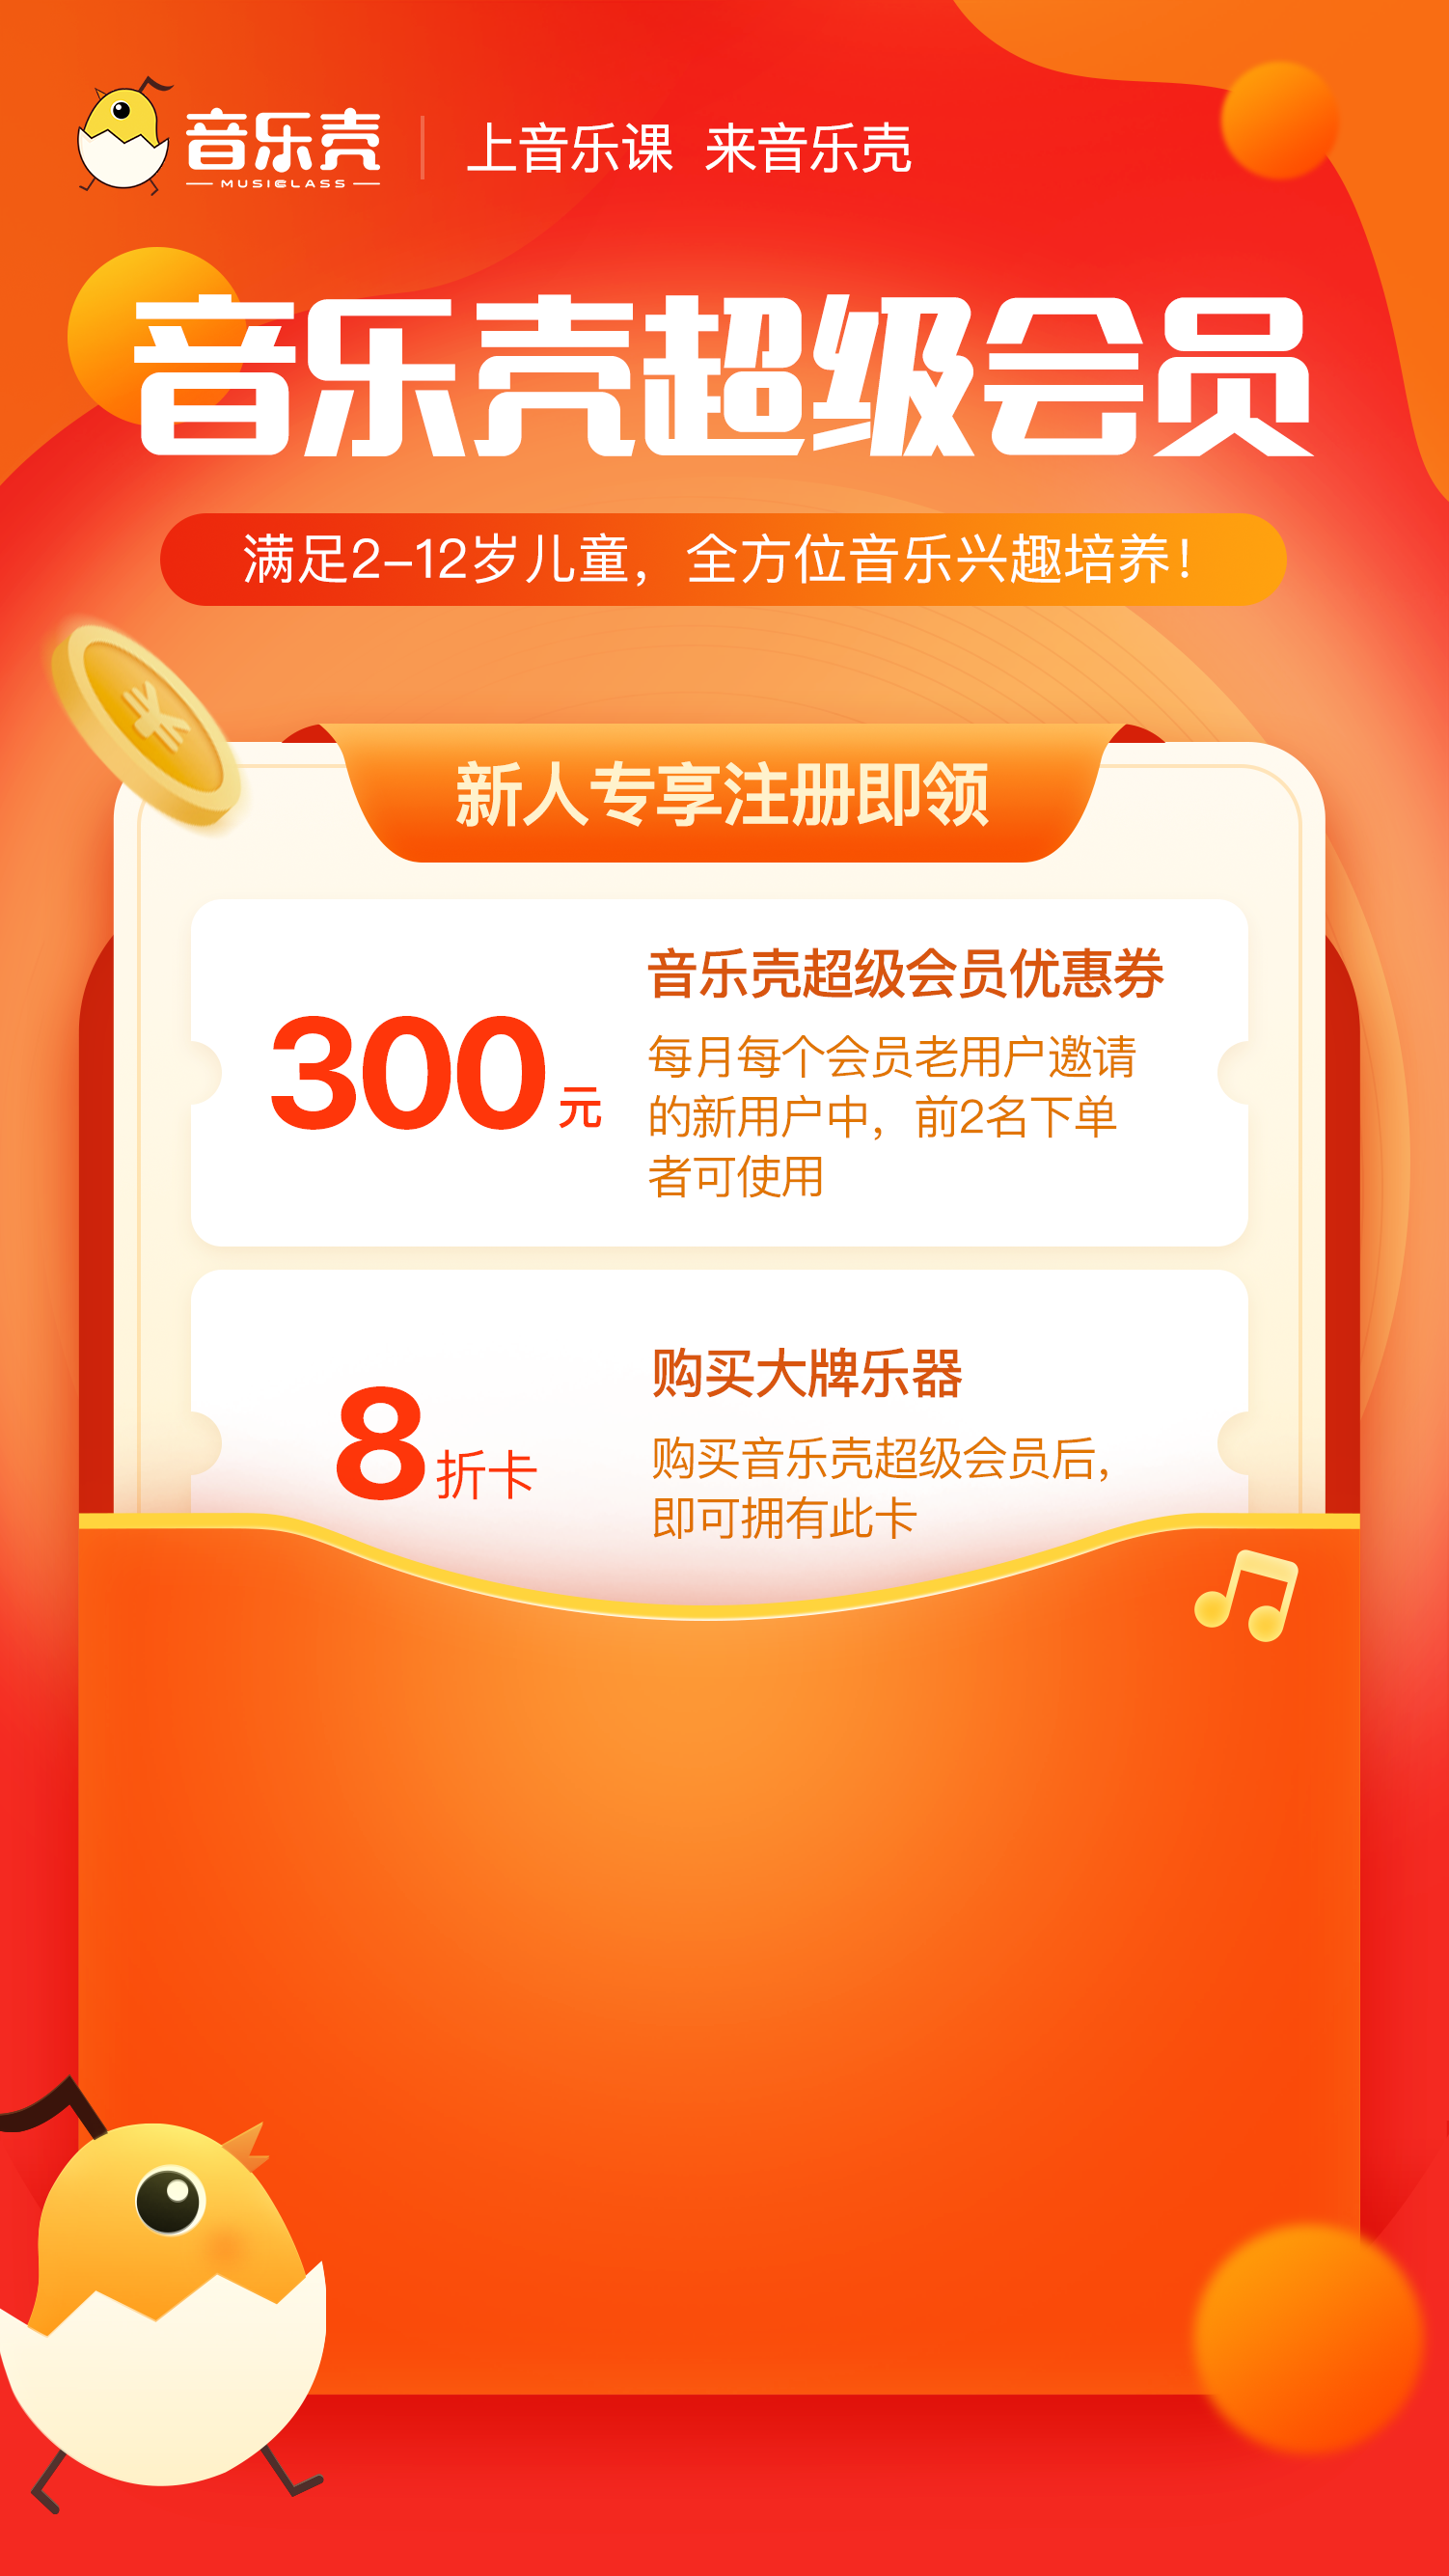 音乐壳
MUSICCLASS
上音乐课 来音乐壳
音乐壳超级会员
满足2-12岁儿童，全方位音乐兴趣培养！
新人专享注册即领
音乐壳超级会员优惠券
300元
每月每个会员老用户邀请
的新用户中，前2名下单
者可使用
购买大牌乐器
8折卡
购买音乐壳超级会员后，
即可拥有此卡